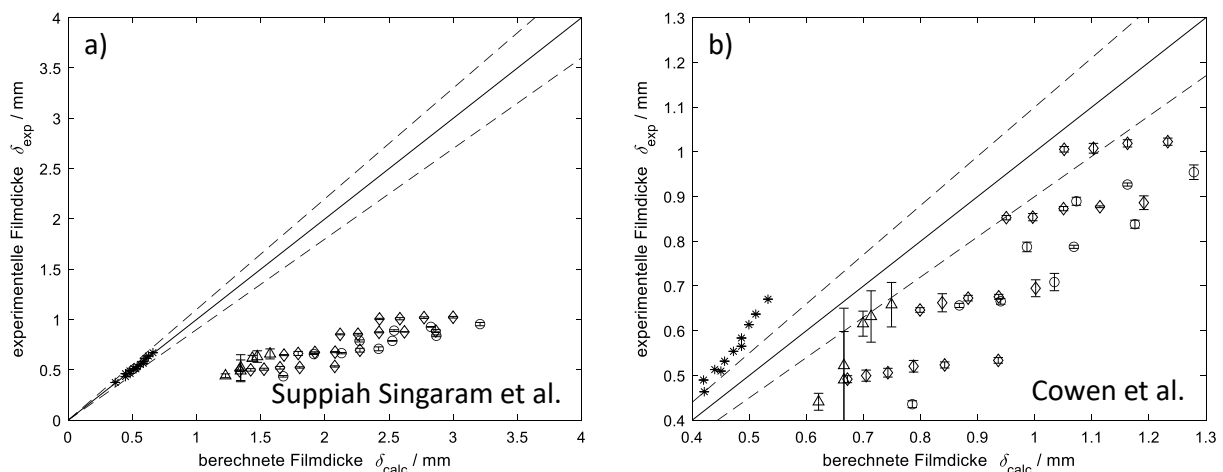 a)
4
3.5
3
2.5
2
1.5
1
0.5
0
0 0.5 1 1.5 2 2.5 3 3.5 4
experimentelle Filmdicke δexp / mm
berechnete Filmdicke δcalc / mm
Suppiah Singaram et al.
b)
1.3
1.2
1.1
1
0.9
0.8
0.7
0.6
0.5
0.4
0.4 0.5 0.6 0.7 0.8 0.9 1 1.1 1.2 1.3
experimentelle Filmdicke δexp / mm
berechnete Filmdicke δcalc / mm
Cowen et al.